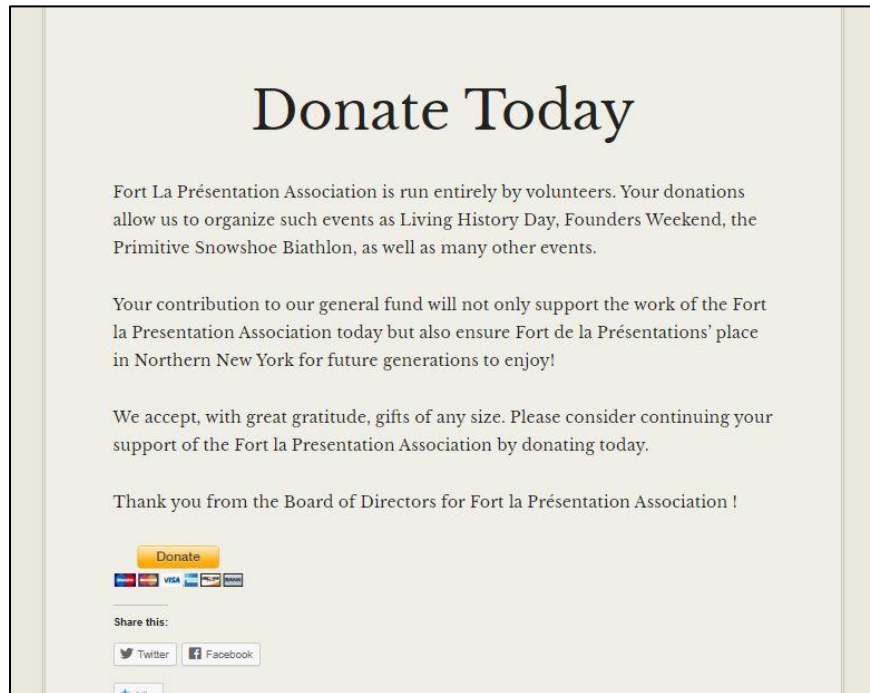 Donate Today
Fort La Présentation Association is run entirely by volunteers. Your donations
allow us to organize such events as Living History Day, Founders Weekend, the
Primitive Snowshoe Biathlon, as well as many other events.
Your contribution to our general fund will not only support the work of the Fort
la Presentation Association today but also ensure Fort de la Présentations’ place
in Northern New York for future generations to enjoy!
We accept, with great gratitude, gifts of any size. Please consider continuing your
support of the Fort la Presentation Association by donating today.
Thank you from the Board of Directors for Fort la Présentation Association !
Donate
VISA BANK
Share this:
Twitter Facebook